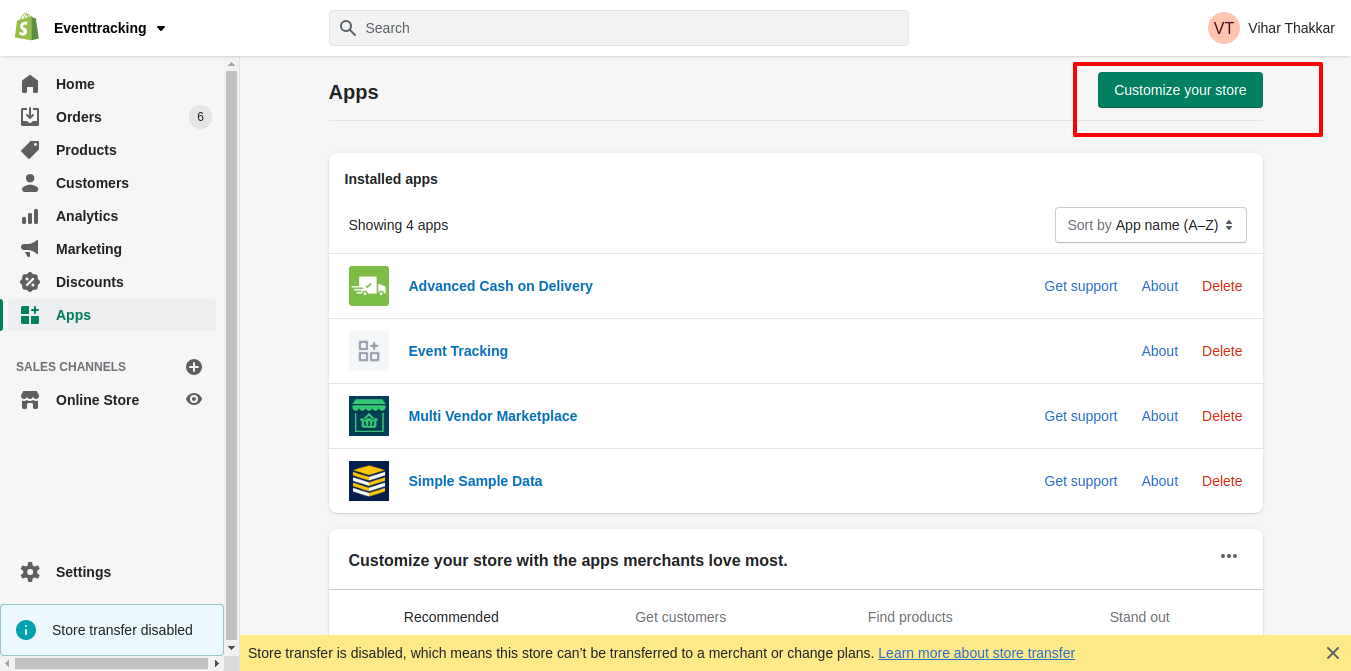 Eventtracking
Search
VT Vihar Thakkar
Home
Orders 6
Products
Customers
Analytics
Marketing
Discounts
Apps
SALES CHANNELS
Online Store
Settings
Store transfer disabled
Apps
Customize your store
Installed apps
Showing 4 apps
Sort by App name (A–Z)
Advanced Cash on Delivery Get support About Delete
Event Tracking About Delete
Multi Vendor Marketplace Get support About Delete
Simple Sample Data Get support About Delete
Customize your store with the apps merchants love most.
Recommended Get customers Find products Stand out
Store transfer is disabled, which means this store can’t be transferred to a merchant or change plans. Learn more about store transfer